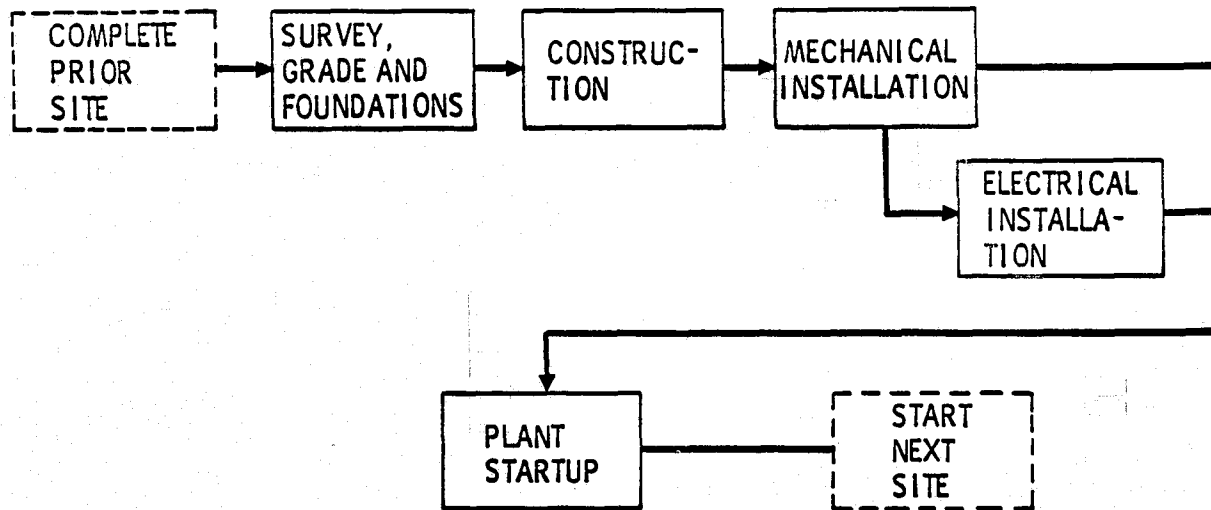 COMPLETE
PRIOR
SITE
SURVEY,
GRADE AND
FOUNDATIONS
CONSTRUC-
TION
MECHANICAL
INSTALLATION
ELECTRICAL
INSTALLA-
TION
PLANT
STARTUP
START
NEXT
SITE